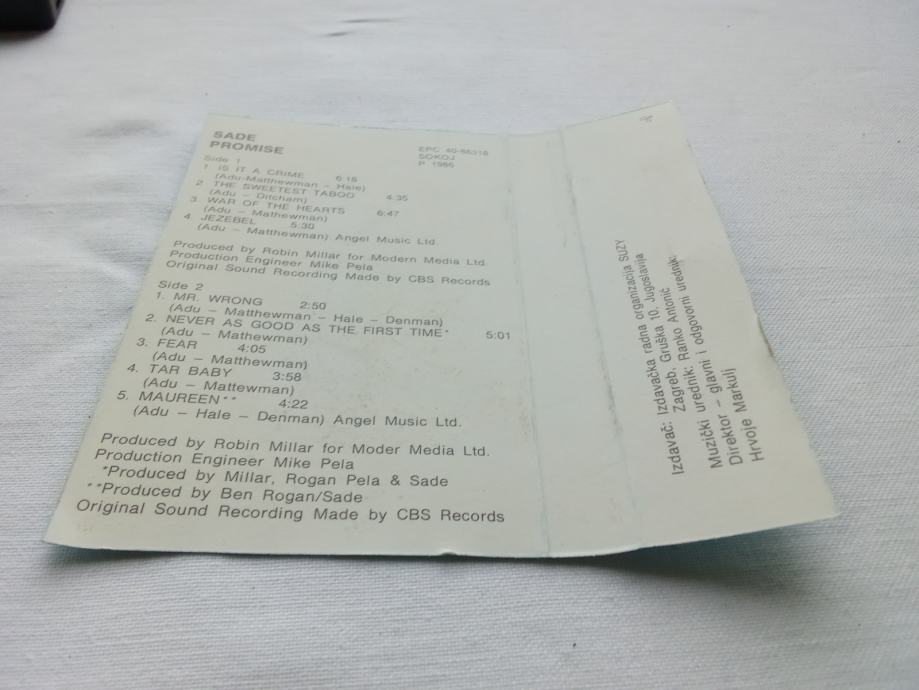 SADE
PROMISE
EPC 40-86318
SOKOJ
P 1986
Side 1
1. IS IT A CRIME 6:18
(Adu-Matthewman - Hale)
2. THE SWEETEST TABOO 4:35
(Adu - Ditcham)
3. WAR OF THE HEARTS 6:47
(Adu - Mathewman)
4. JEZEBEL 5:30
(Adu - Mathewman) Angel Music Ltd.
Produced by Robin Millar for Modern Media Ltd.
Production Engineer Mike Pela
Original Sound Recording Made by CBS Records
Side 2
1. MR. WRONG 2:50
(Adu - Matthewman - Hale - Denman)
2. NEVER AS GOOD AS THE FIRST TIME* 5:01
(Adu - Mathewman)
3. FEAR 4:05
(Adu - Matthewman)
4. TAR BABY 3:58
(Adu - Mattewman)
5. MAUREEN** 4:22
(Adu - Hale - Denman) Angel Music Ltd.
Produced by Robin Millar for Moder Media Ltd.
Production Engineer Mike Pela
*Produced by Millar, Rogan Pela & Sade
**Produced by Ben Rogan/Sade
Original Sound Recording Made by CBS Records
Izdavač: Izdavačka radna organizacija SUZY
Zagreb, Gruška 10, Jugoslavija
Muzički urednik: Ranko Antonić
Direktor - glavni i odgovorni urednik:
Hrvoje Markulj